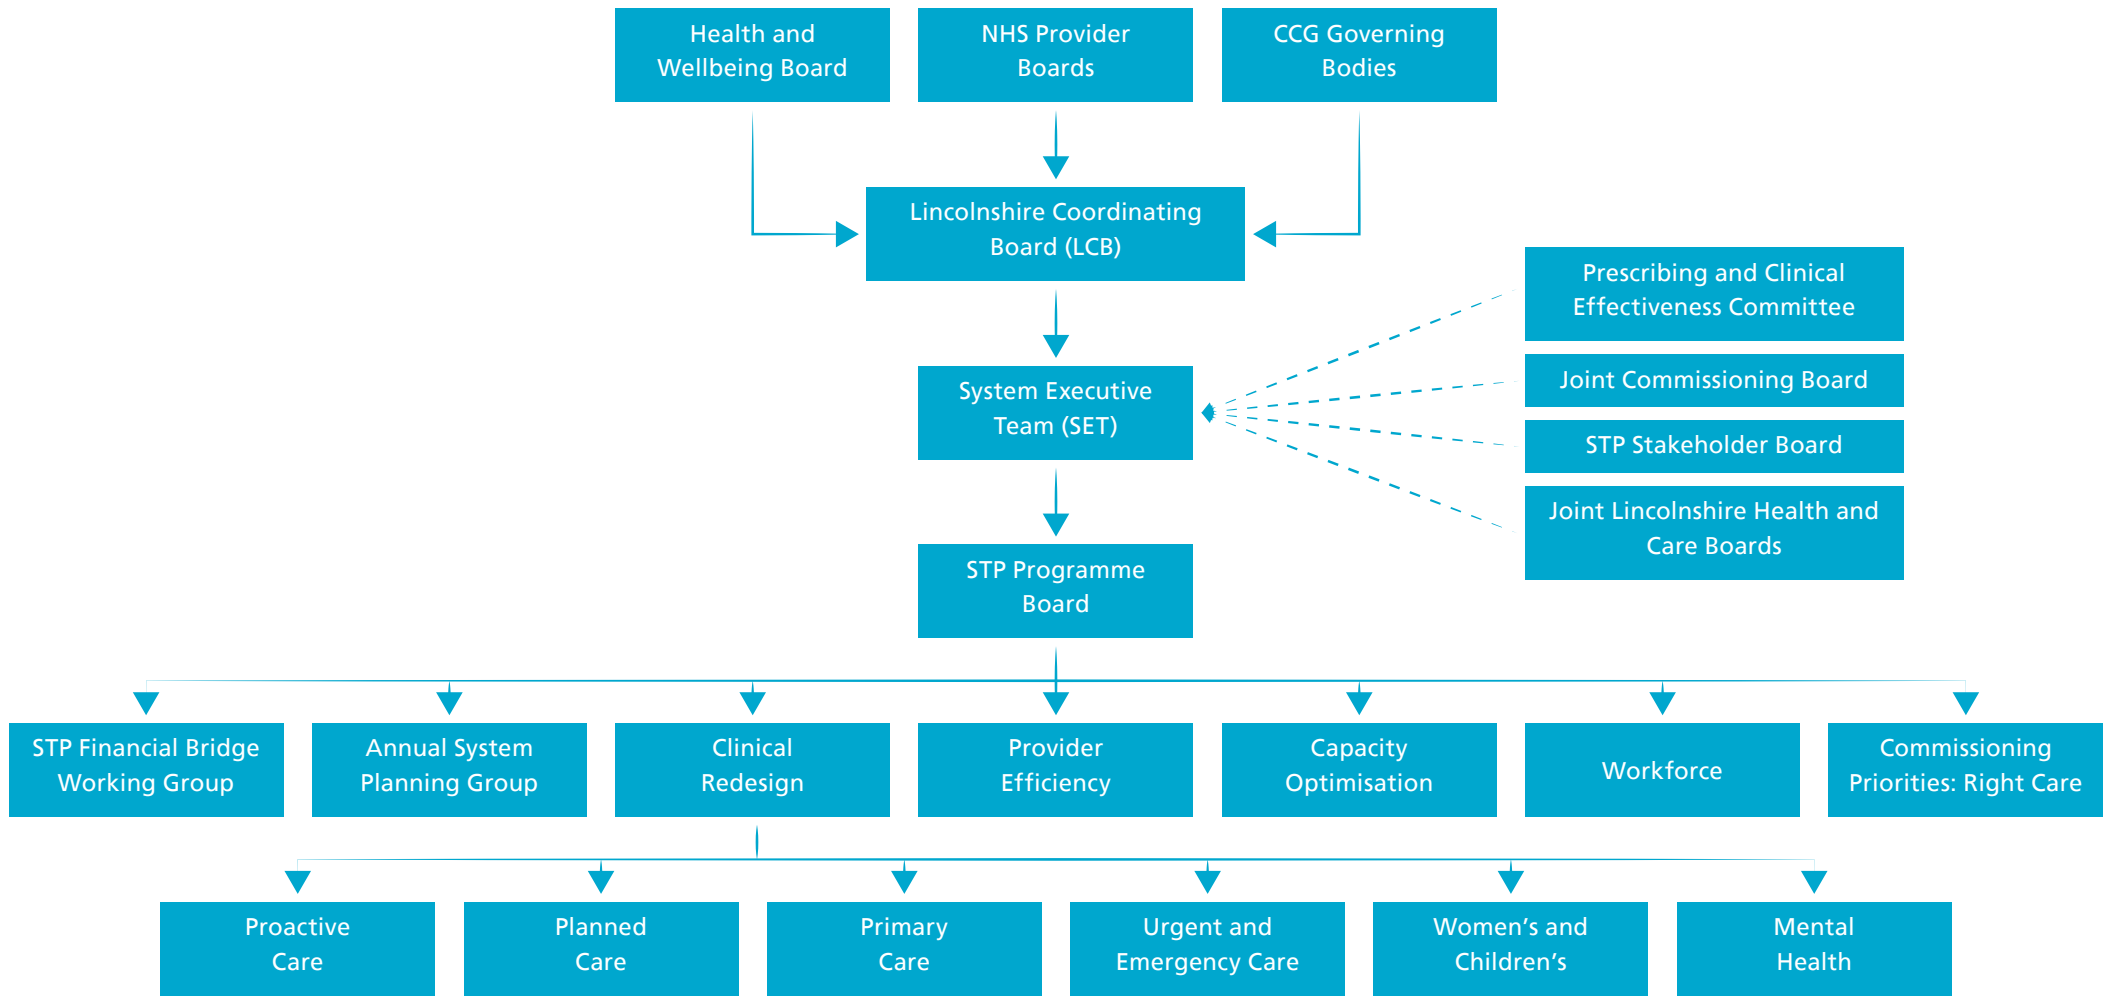 Health and
Wellbeing Board
NHS Provider
Boards
CCG Governing
Bodies
Lincolnshire Coordinating
Board (LCB)
Prescribing and Clinical
Effectiveness Committee
Joint Commissioning Board
STP Stakeholder Board
Joint Lincolnshire Health and
Care Boards
System Executive
Team (SET)
STP Programme
Board
STP Financial Bridge
Working Group
Annual System
Planning Group
Clinical
Redesign
Provider
Efficiency
Capacity
Optimisation
Workforce
Commissioning
Priorities: Right Care
Proactive
Care
Planned
Care
Primary
Care
Urgent and
Emergency Care
Women’s and
Children’s
Mental
Health